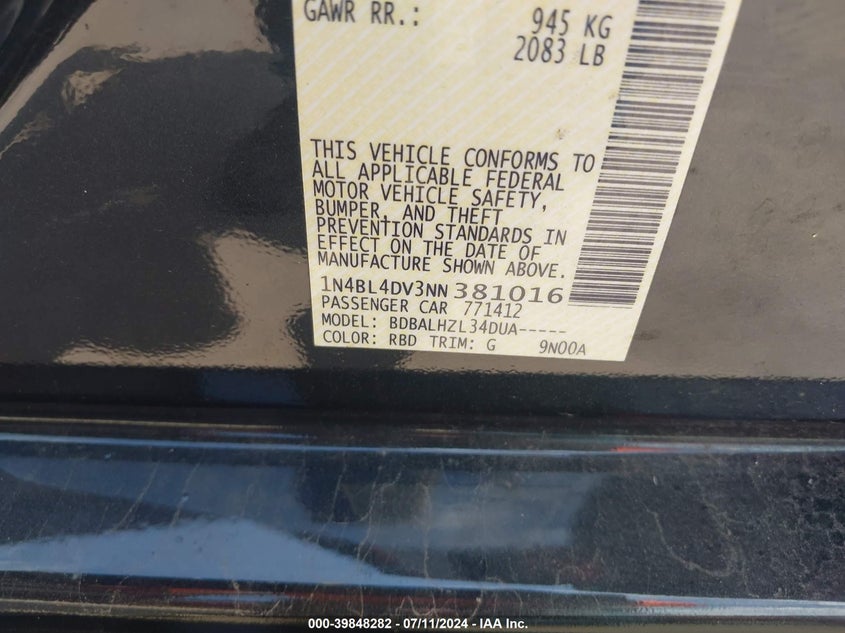 GAWR RR.: 945 KG
2083 LB
THIS VEHICLE CONFORMS TO
ALL APPLICABLE FEDERAL
MOTOR VEHICLE SAFETY,
BUMPER, AND THEFT
PREVENTION STANDARDS IN
EFFECT ON THE DATE OF
MANUFACTURE SHOWN ABOVE.
1N4BL4DV3NN381016
PASSENGER CAR 771412
MODEL: BDBALHZL34DUA-----
COLOR: RBD TRIM: G 9N00A
000-39848282 - 07/11/2024 - IAA Inc.